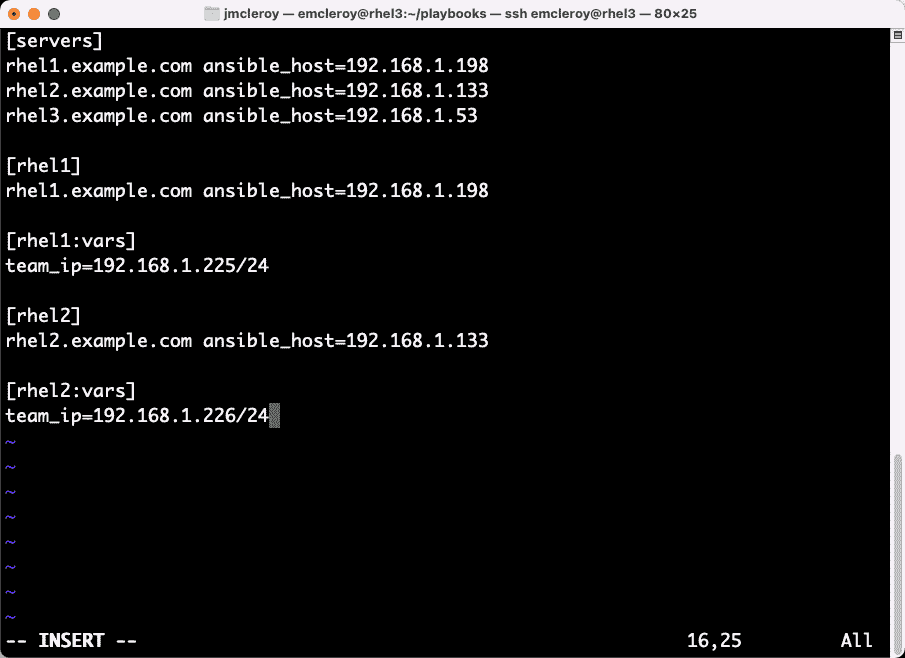 jmcleroy — emcleroy@rhel3:~/playbooks — ssh emcleroy@rhel3 — 80×25
[servers]
rhel1.example.com ansible_host=192.168.1.198
rhel2.example.com ansible_host=192.168.1.133
rhel3.example.com ansible_host=192.168.1.53
[rhel1]
rhel1.example.com ansible_host=192.168.1.198
[rhel1:vars]
team_ip=192.168.1.225/24
[rhel2]
rhel2.example.com ansible_host=192.168.1.133
[rhel2:vars]
team_ip=192.168.1.226/24
~
~
~
~
~
~
~
~
-- INSERT -- 16,25 All